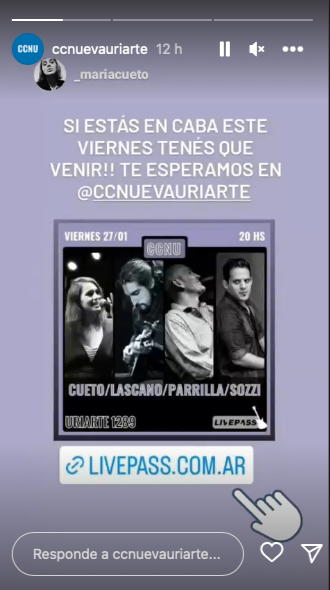 CCNU
ccnuevauriarte 12 h
_mariacueto
SI ESTÁS EN CABA ESTE
VIERNES TENÉS QUE
VENIR!! TE ESPERAMOS EN
@CCNUEVAURIARTE
VIERNES 27/01
CCNU
20 HS
CUETO/LASCANO/PARRILLA/SOZZI
URIARTE 1289
LIVEPASS
LIVEPASS.COM.AR
Responde a ccnuevauriarte...